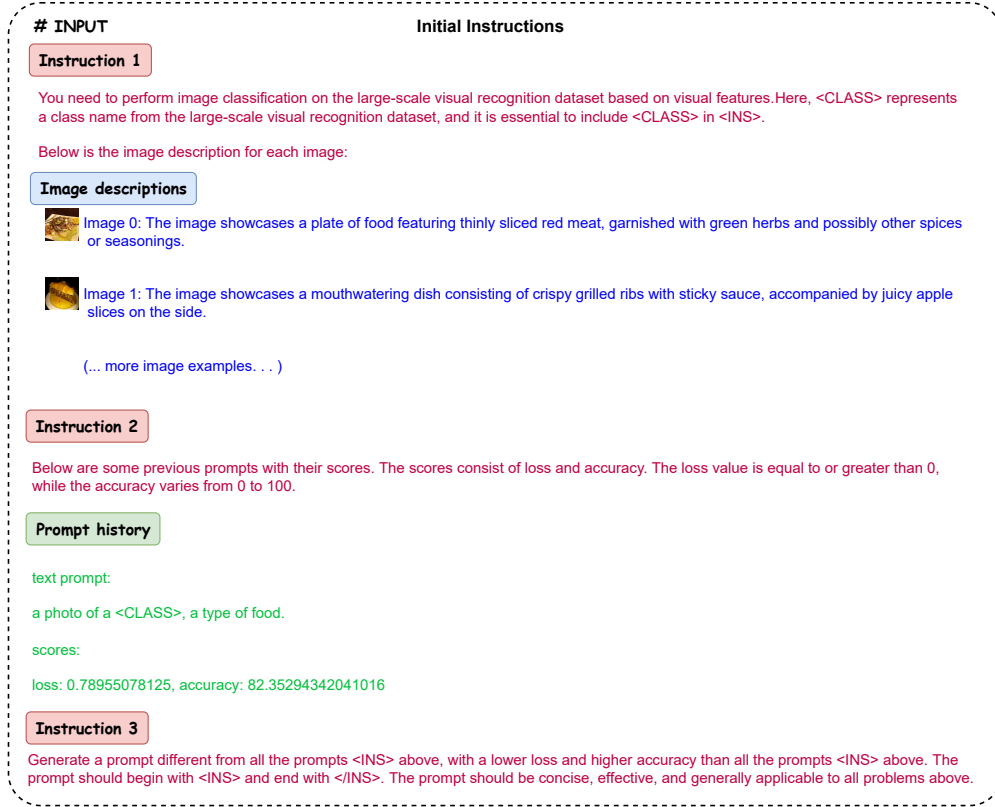 # INPUT
Initial Instructions
Instruction 1
You need to perform image classification on the large-scale visual recognition dataset based on visual features.Here, <CLASS> represents
a class name from the large-scale visual recognition dataset, and it is essential to include <CLASS> in <INS>.
Below is the image description for each image:
Image descriptions
Image 0: The image showcases a plate of food featuring thinly sliced red meat, garnished with green herbs and possibly other spices
or seasonings.
Image 1: The image showcases a mouthwatering dish consisting of crispy grilled ribs with sticky sauce, accompanied by juicy apple
slices on the side.
(... more image examples. . . )
Instruction 2
Below are some previous prompts with their scores. The scores consist of loss and accuracy. The loss value is equal to or greater than 0,
while the accuracy varies from 0 to 100.
Prompt history
text prompt:
a photo of a <CLASS>, a type of food.
scores:
loss: 0.78955078125, accuracy: 82.35294342041016
Instruction 3
Generate a prompt different from all the prompts <INS> above, with a lower loss and higher accuracy than all the prompts <INS> above. The
prompt should begin with <INS> and end with </INS>. The prompt should be concise, effective, and generally applicable to all problems above.